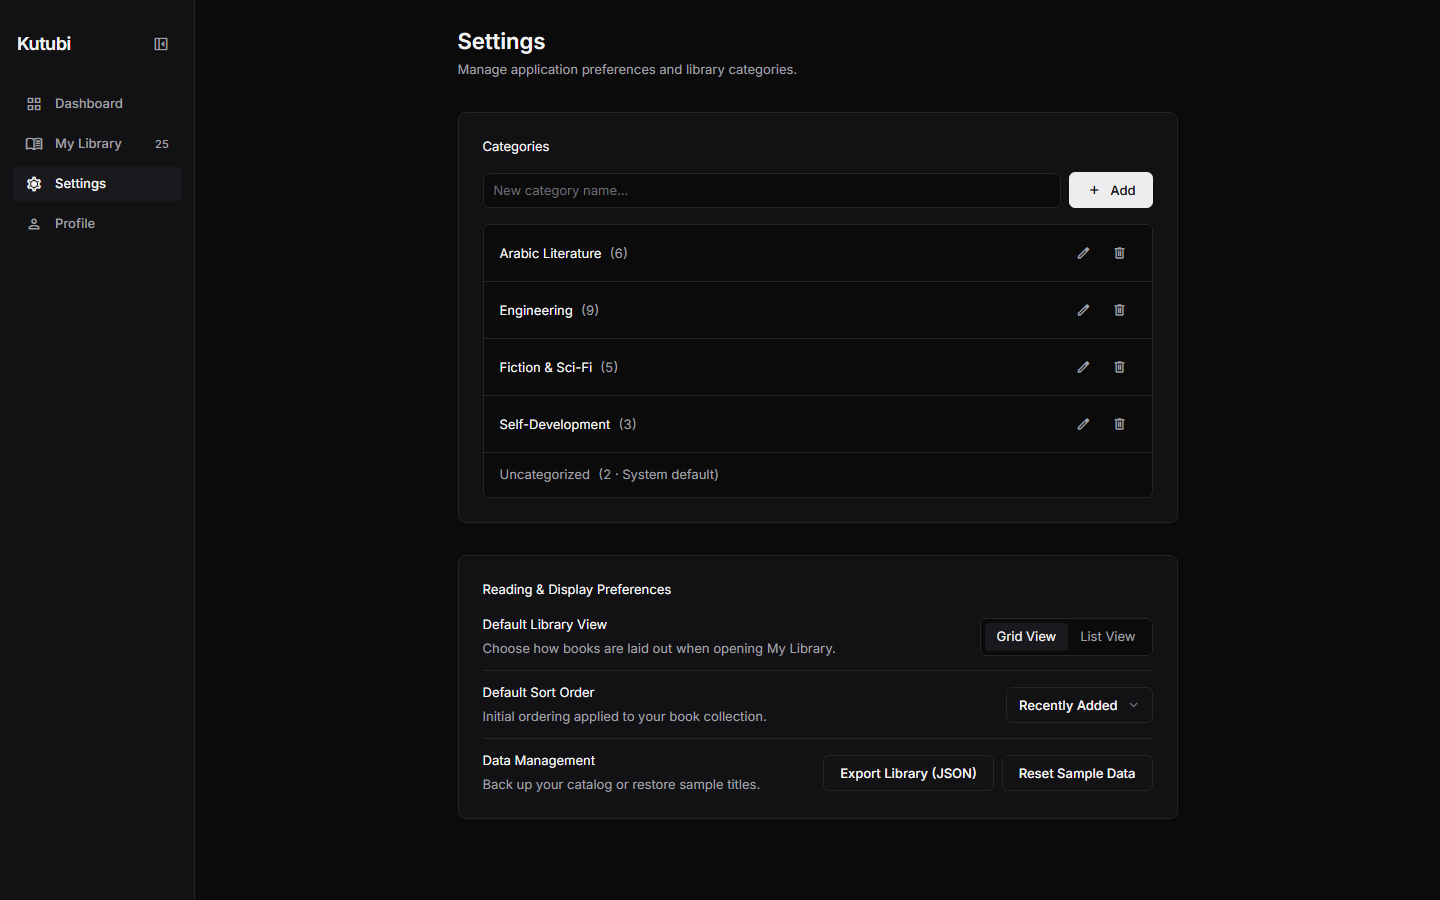 Kutubi
Dashboard
My Library 25
Settings
Profile
Settings
Manage application preferences and library categories.
Categories
New category name...
+ Add
Arabic Literature (6)
Engineering (9)
Fiction & Sci-Fi (5)
Self-Development (3)
Uncategorized (2 · System default)
Reading & Display Preferences
Default Library View
Choose how books are laid out when opening My Library.
Grid View List View
Default Sort Order
Initial ordering applied to your book collection.
Recently Added
Data Management
Back up your catalog or restore sample titles.
Export Library (JSON) Reset Sample Data